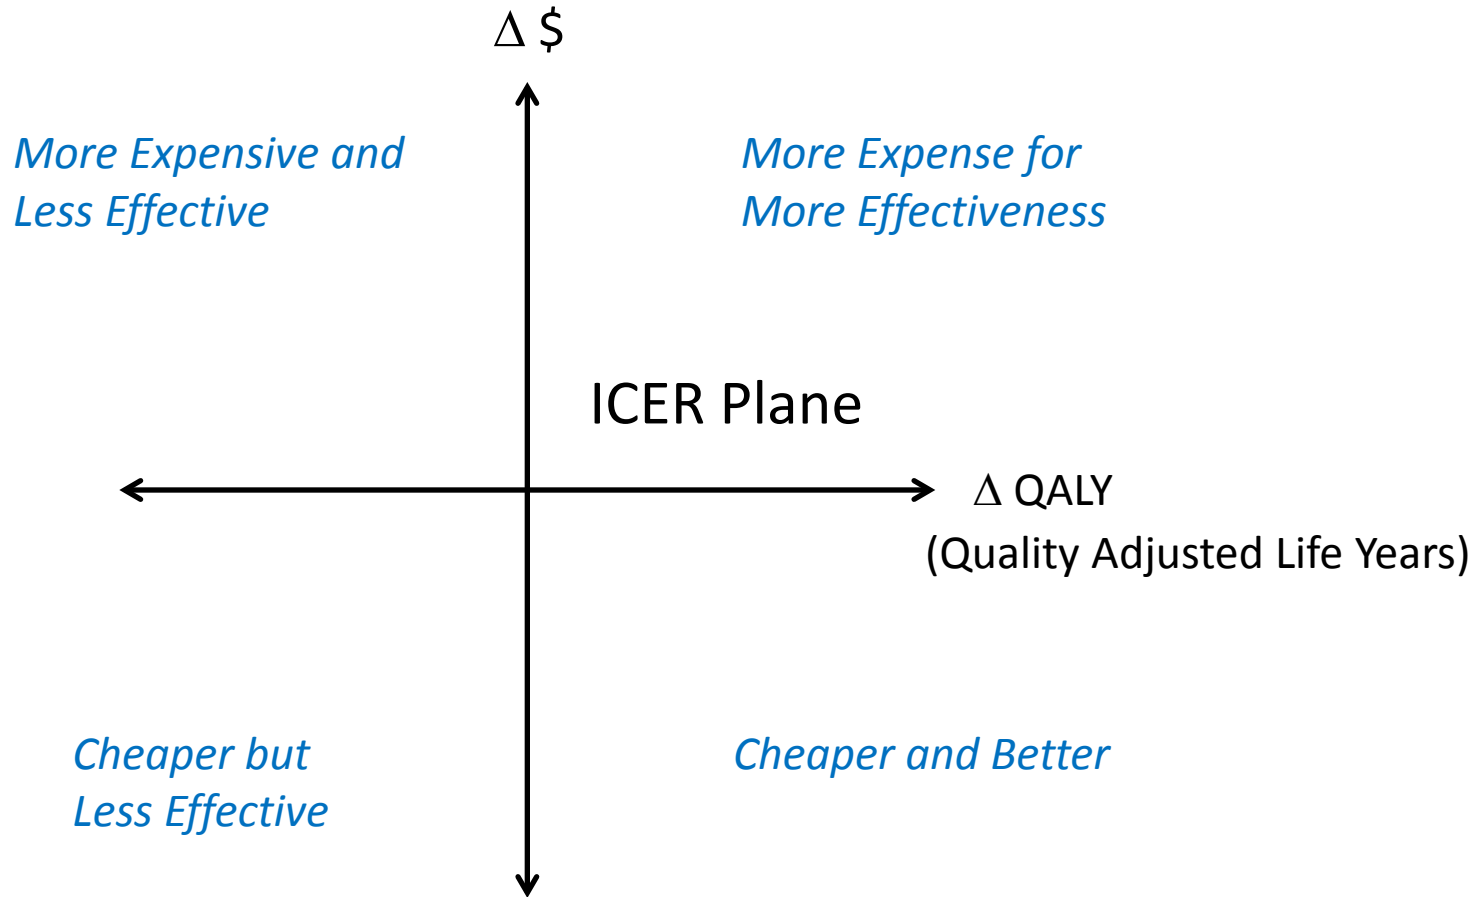 Δ $
More Expensive and
Less Effective
More Expense for
More Effectiveness
ICER Plane
Δ QALY
(Quality Adjusted Life Years)
Cheaper but
Less Effective
Cheaper and Better